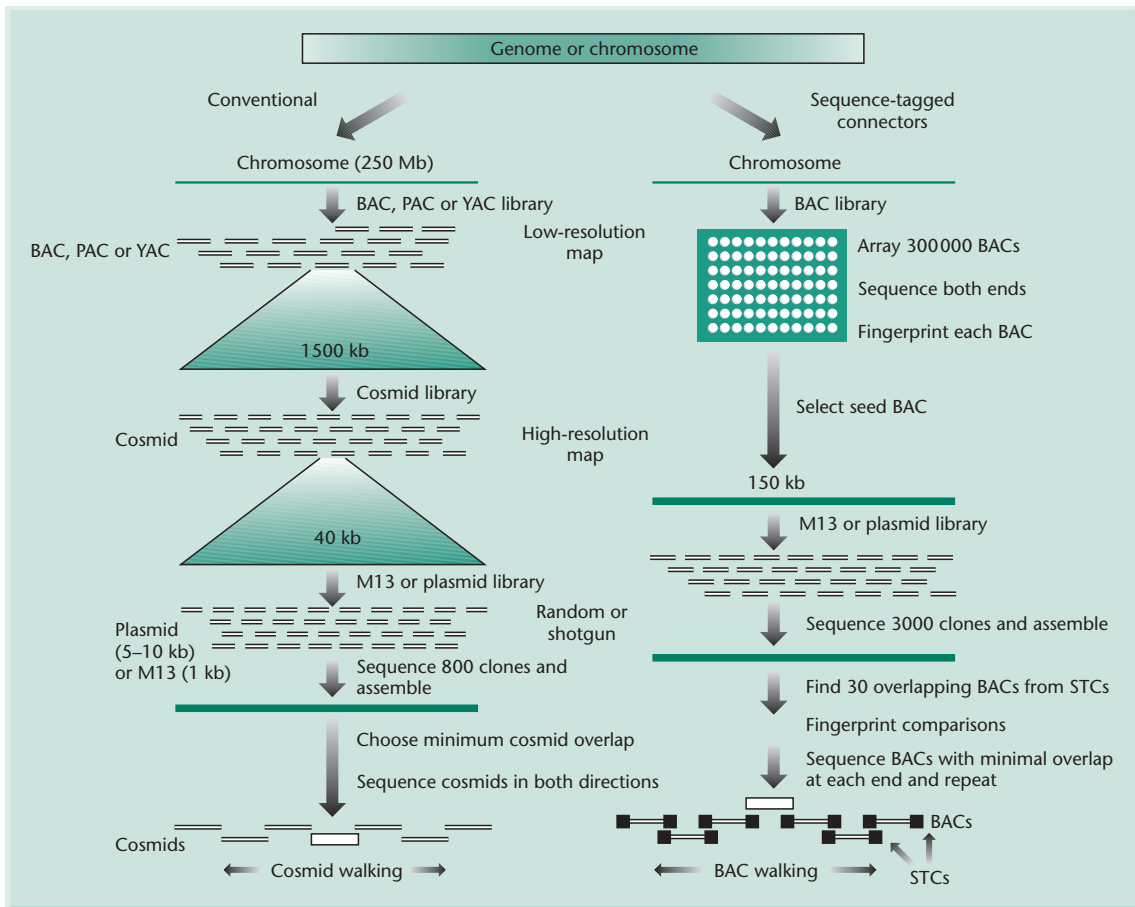 Genome or chromosome
Conventional
Sequence-tagged
connectors
Chromosome (250 Mb)
BAC, PAC or YAC library
BAC, PAC or YAC
Low-resolution
map
1500 kb
Cosmid library
Cosmid
High-resolution
map
40 kb
M13 or plasmid library
Plasmid
(5–10 kb)
or M13 (1 kb)
Random or
shotgun
Sequence 800 clones and
assemble
Choose minimum cosmid overlap
Sequence cosmids in both directions
Cosmids
Cosmid walking
Chromosome
BAC library
Array 300 000 BACs
Sequence both ends
Fingerprint each BAC
Select seed BAC
150 kb
M13 or plasmid library
Sequence 3000 clones and assemble
Find 30 overlapping BACs from STCs
Fingerprint comparisons
Sequence BACs with minimal overlap
at each end and repeat
BACs
BAC walking
STCs